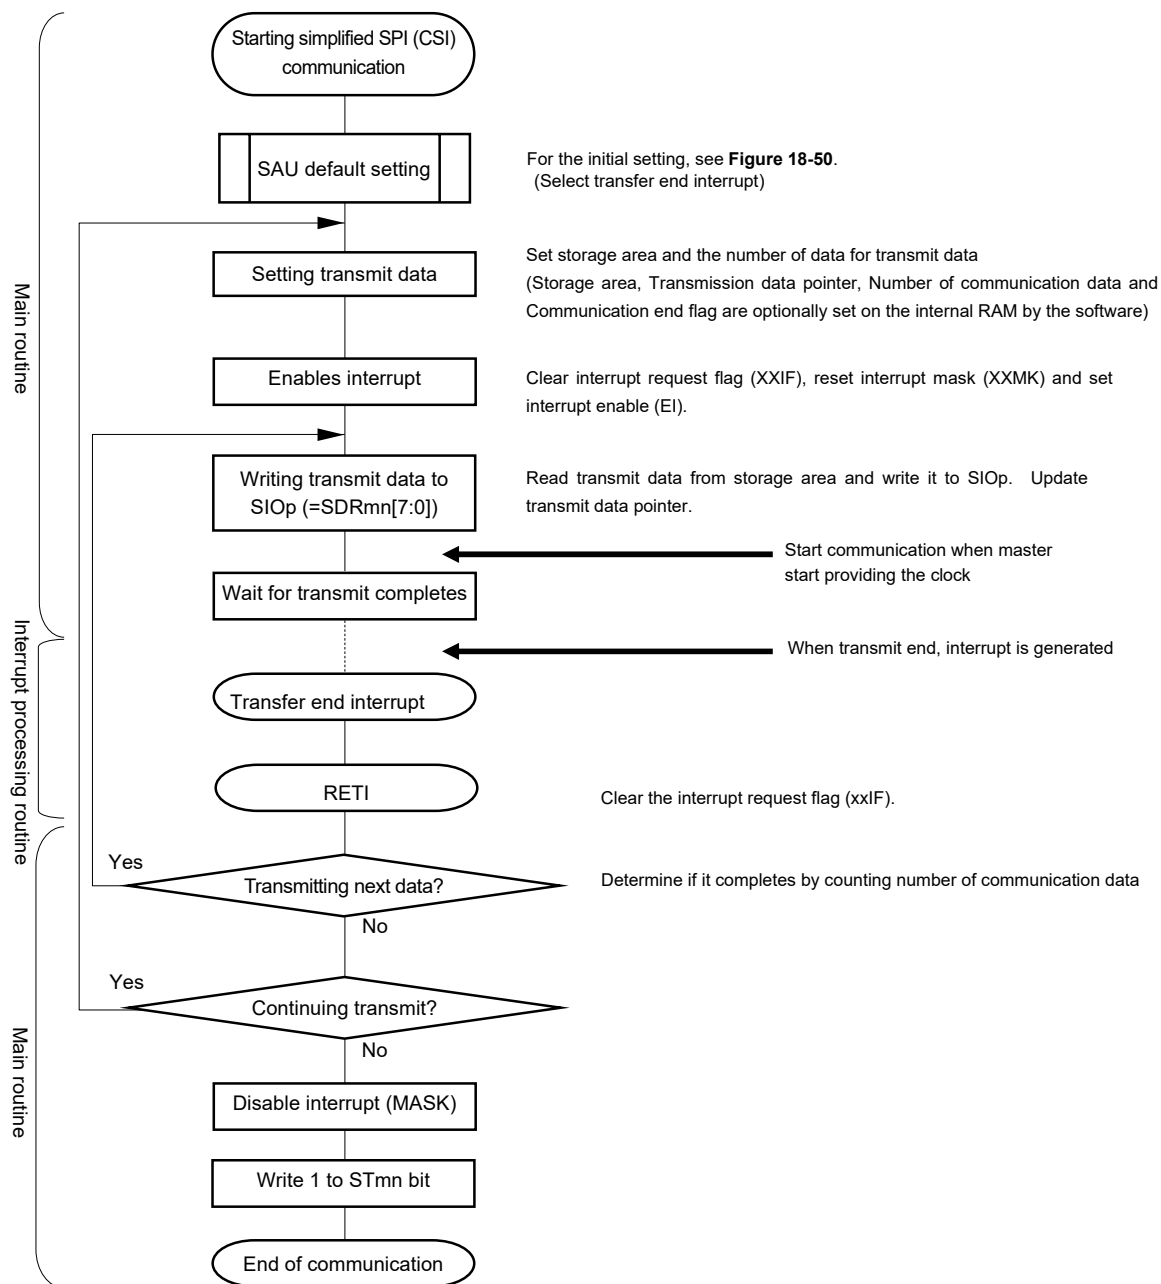 Starting simplified SPI (CSI)
communication
SAU default setting
For the initial setting, see Figure 18-50.
(Select transfer end interrupt)
Setting transmit data
Set storage area and the number of data for transmit data
(Storage area, Transmission data pointer, Number of communication data and
Communication end flag are optionally set on the internal RAM by the software)
Main routine
Enables interrupt
Clear interrupt request flag (XXIF), reset interrupt mask (XXMK) and set
interrupt enable (EI).
Writing transmit data to
SIOp (=SDRmn[7:0])
Read transmit data from storage area and write it to SIOp. Update
transmit data pointer.
Start communication when master
start providing the clock
Wait for transmit completes
When transmit end, interrupt is generated
Interrupt processing routine
Transfer end interrupt
RETI
Clear the interrupt request flag (xxIF).
Yes
Transmitting next data?
Determine if it completes by counting number of communication data
No
Yes
Continuing transmit?
No
Main routine
Disable interrupt (MASK)
Write 1 to STmn bit
End of communication